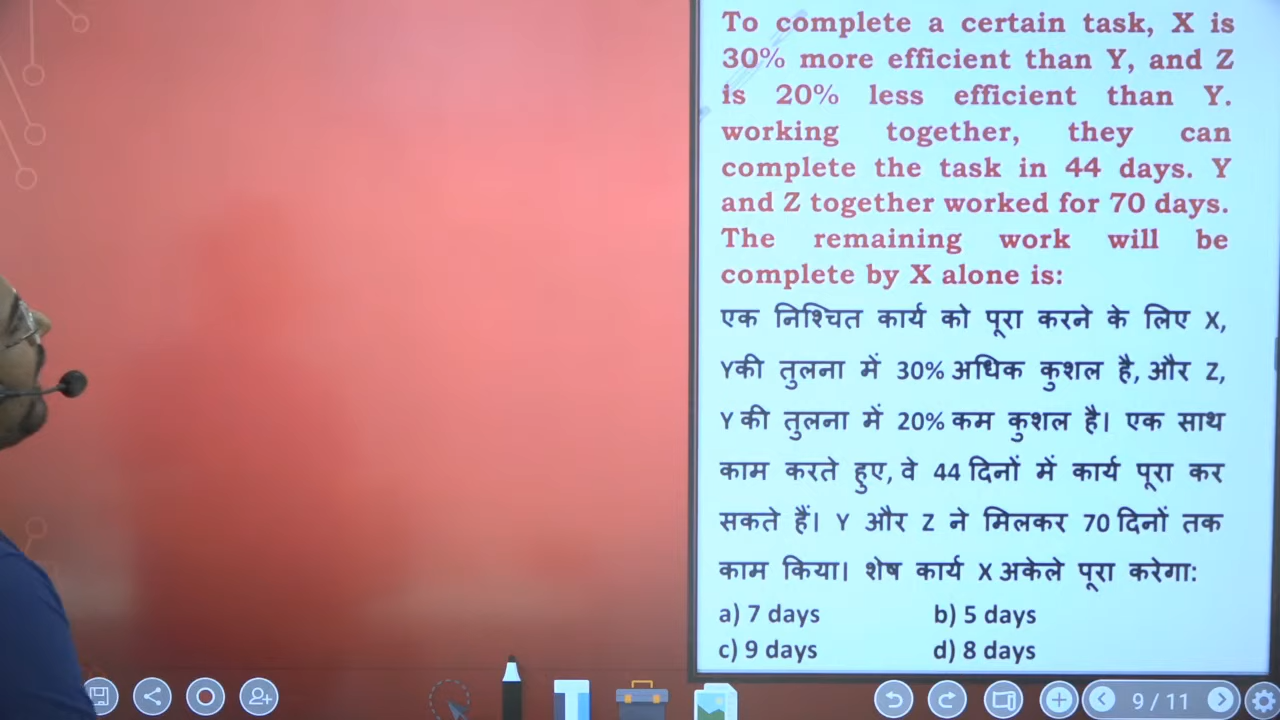 To complete a certain task, X is
30% more efficient than Y, and Z
is 20% less efficient than Y.
working together, they can
complete the task in 44 days. Y
and Z together worked for 70 days.
The remaining work will be
complete by X alone is:
एक निश्चित कार्य को पूरा करने के लिए X,
Yकी तुलना में 30% अधिक कुशल है, और Z,
Y की तुलना में 20% कम कुशल है। एक साथ
काम करते हुए, वे 44 दिनों में कार्य पूरा कर
सकते हैं। Y और Z ने मिलकर 70 दिनों तक
काम किया। शेष कार्य X अकेले पूरा करेगा:
a) 7 days b) 5 days
c) 9 days d) 8 days
9 / 11